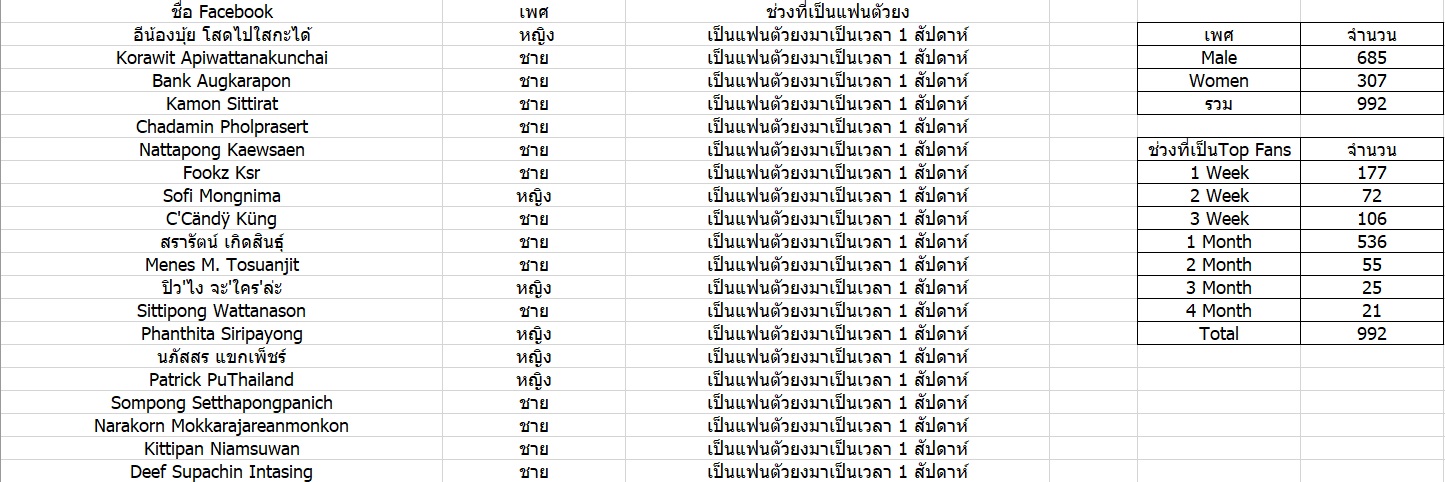 ชื่อ Facebook เพศ ช่วงที่เป็นแฟนตัวยง
อีน้องบุ้ย โสดไปใสกะได้ หญิง เป็นแฟนตัวยงมาเป็นเวลา 1 สัปดาห์ เพศ จำนวน
Korawit Apiwattanakunchai ชาย เป็นแฟนตัวยงมาเป็นเวลา 1 สัปดาห์ Male 685
Bank Augkarapon ชาย เป็นแฟนตัวยงมาเป็นเวลา 1 สัปดาห์ Women 307
Kamon Sittirat ชาย เป็นแฟนตัวยงมาเป็นเวลา 1 สัปดาห์ รวม 992
Chadamin Pholprasert ชาย เป็นแฟนตัวยงมาเป็นเวลา 1 สัปดาห์
Nattapong Kaewsaen ชาย เป็นแฟนตัวยงมาเป็นเวลา 1 สัปดาห์ ช่วงที่เป็นTop Fans จำนวน
Fookz Ksr ชาย เป็นแฟนตัวยงมาเป็นเวลา 1 สัปดาห์ 1 Week 177
Sofi Mongnima หญิง เป็นแฟนตัวยงมาเป็นเวลา 1 สัปดาห์ 2 Week 72
C'Cändÿ Küng ชาย เป็นแฟนตัวยงมาเป็นเวลา 1 สัปดาห์ 3 Week 106
สรารัตน์ เกิดสินธุ์ ชาย เป็นแฟนตัวยงมาเป็นเวลา 1 สัปดาห์ 1 Month 536
Menes M. Tosuanjit ชาย เป็นแฟนตัวยงมาเป็นเวลา 1 สัปดาห์ 2 Month 55
ปิว'ไง จะ'ใคร'ล่ะ หญิง เป็นแฟนตัวยงมาเป็นเวลา 1 สัปดาห์ 3 Month 25
Sittipong Wattanason ชาย เป็นแฟนตัวยงมาเป็นเวลา 1 สัปดาห์ 4 Month 21
Phanthita Siripayong หญิง เป็นแฟนตัวยงมาเป็นเวลา 1 สัปดาห์ Total 992
นภัสสร แขกเพ็ชร์ หญิง เป็นแฟนตัวยงมาเป็นเวลา 1 สัปดาห์
Patrick PuThailand หญิง เป็นแฟนตัวยงมาเป็นเวลา 1 สัปดาห์
Sompong Setthapongpanich ชาย เป็นแฟนตัวยงมาเป็นเวลา 1 สัปดาห์
Narakorn Mokkarajareanmonkon ชาย เป็นแฟนตัวยงมาเป็นเวลา 1 สัปดาห์
Kittipan Niamsuwan ชาย เป็นแฟนตัวยงมาเป็นเวลา 1 สัปดาห์
Deef Supachin Intasing ชาย เป็นแฟนตัวยงมาเป็นเวลา 1 สัปดาห์